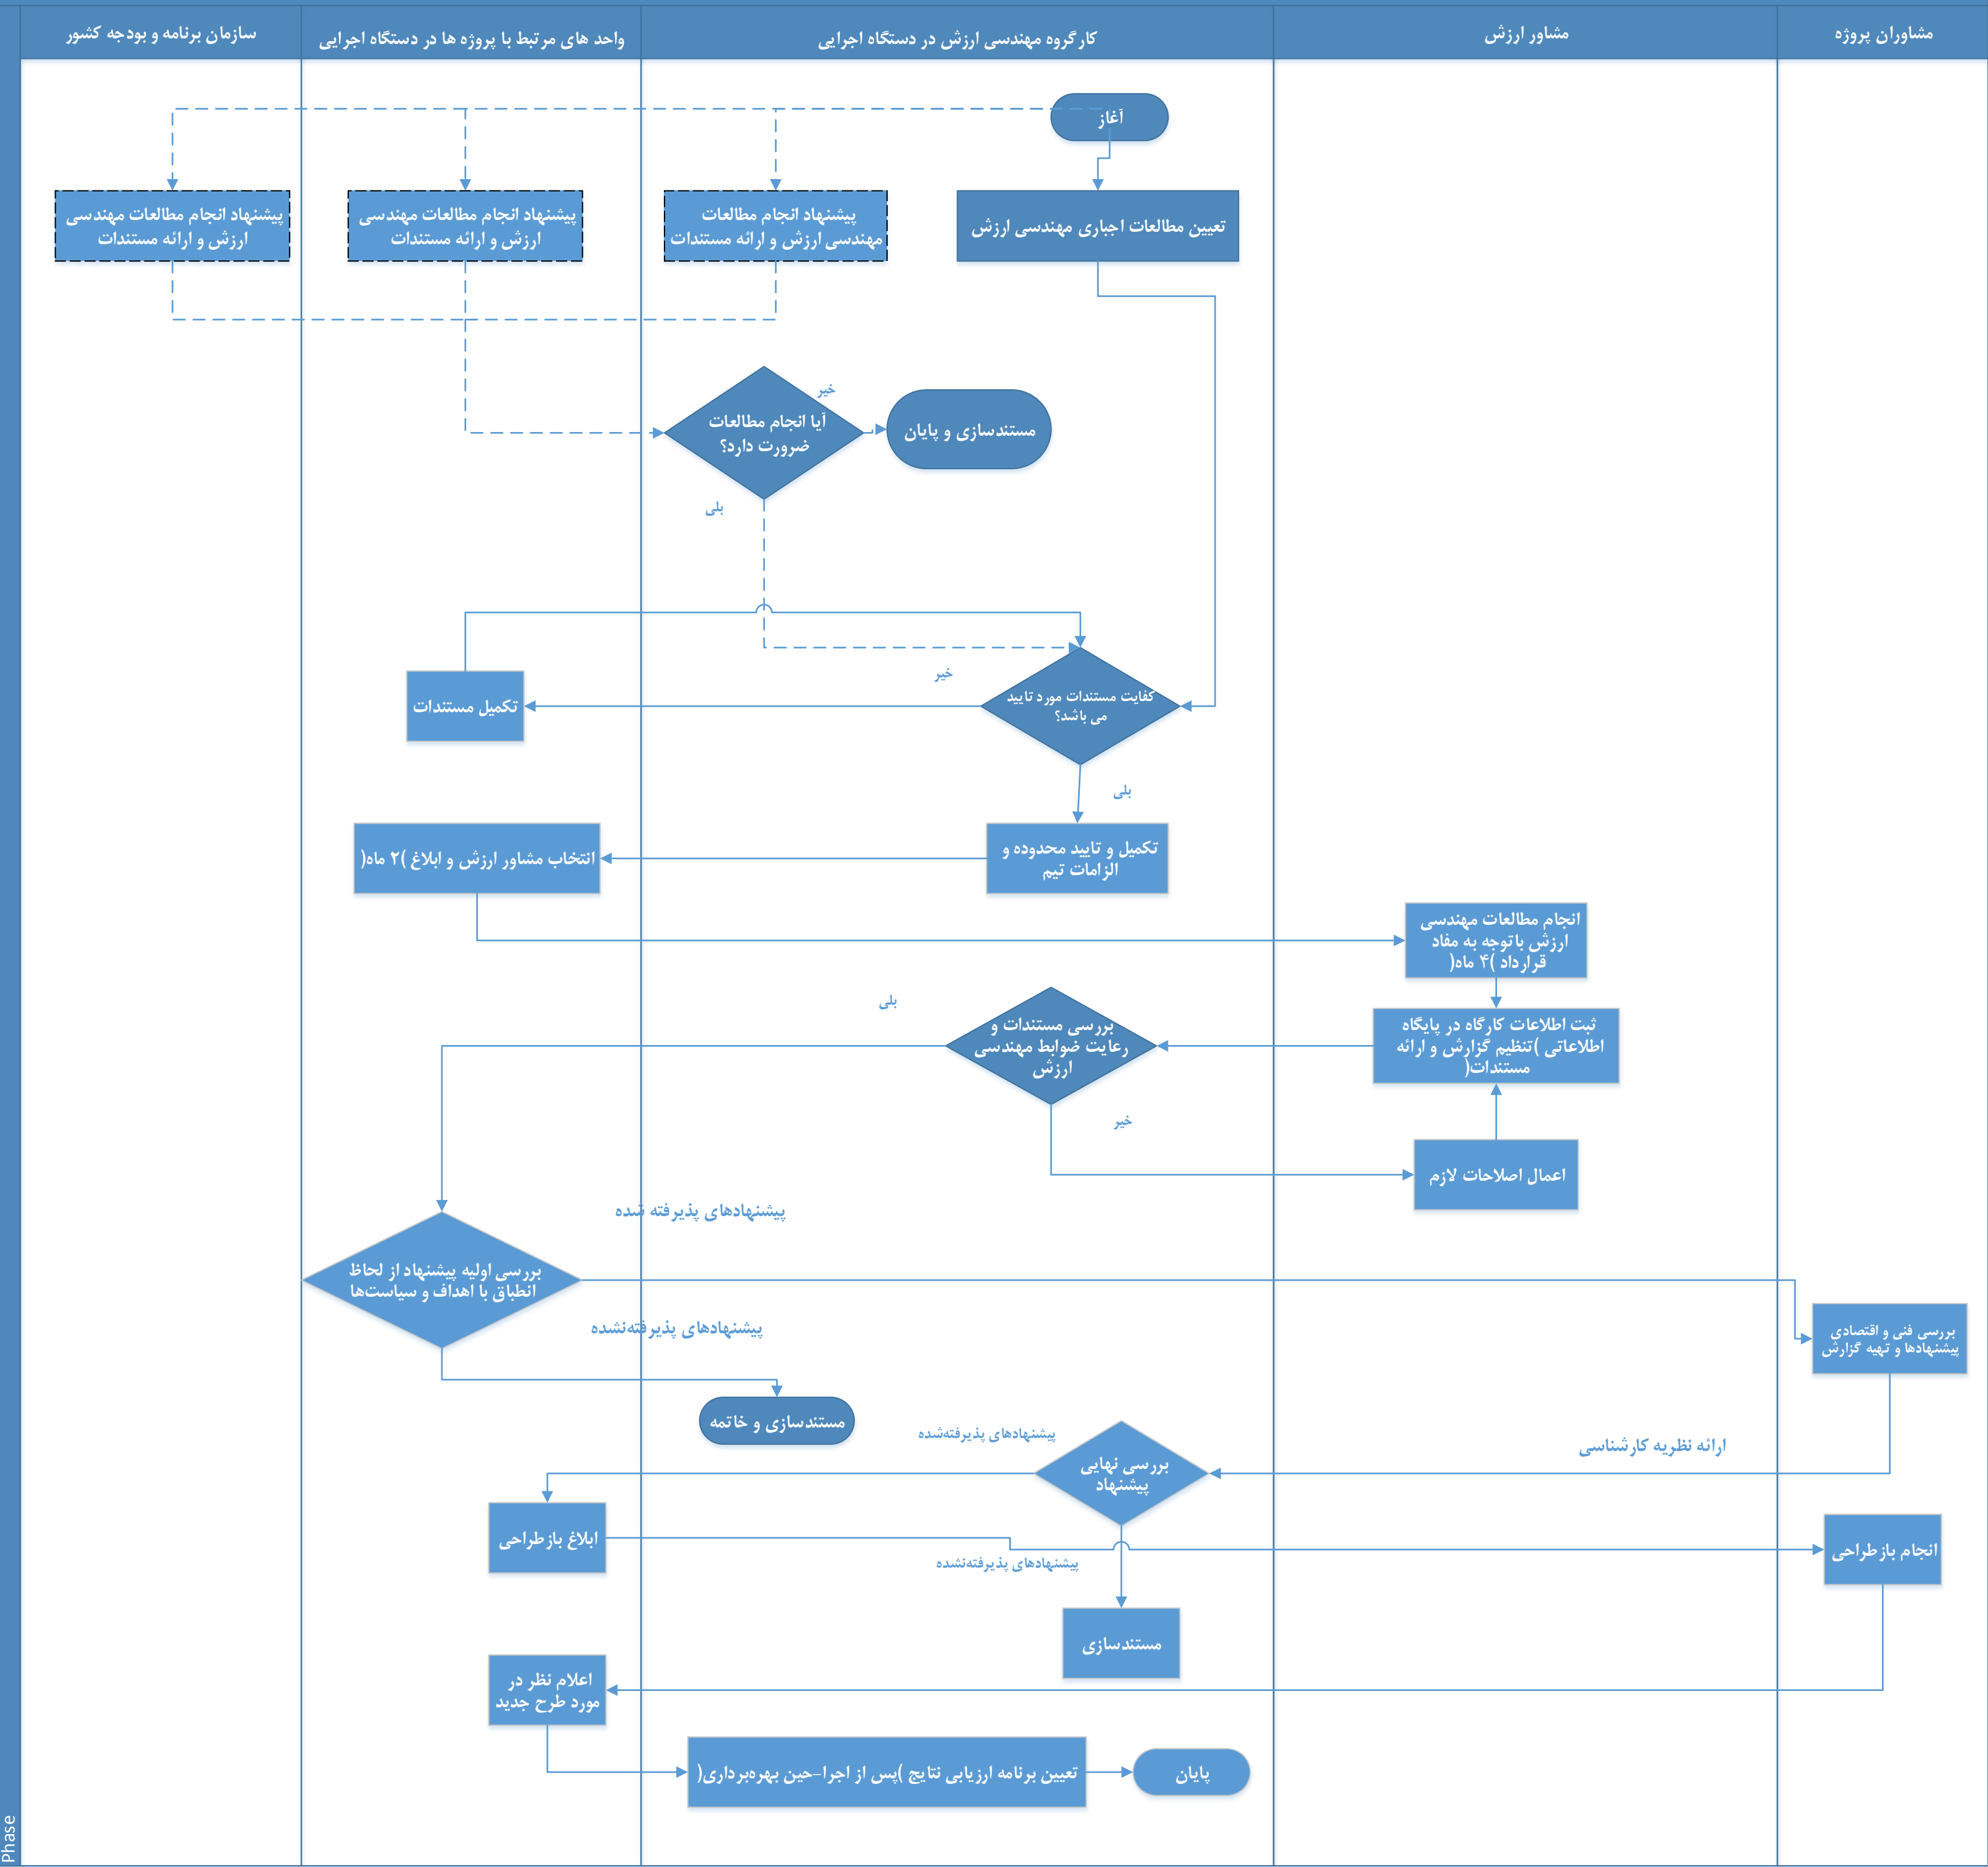 مشاوران پروژه
مشاور ارزش
کارگروه مهندسی ارزش در دستگاه اجرایی
واحد های مرتبط با پروژه ها در دستگاه اجرایی
سازمان برنامه و بودجه کشور
آغاز
تعیین مطالعات اجباری مهندسی ارزش
پیشنهاد انجام مطالعات
مهندسی ارزش و ارائه مستندات
پیشنهاد انجام مطالعات مهندسی
ارزش و ارائه مستندات
پیشنهاد انجام مطالعات مهندسی
ارزش و ارائه مستندات
خیر
آیا انجام مطالعات
ضرورت دارد؟
مستندسازی و پایان
بلی
خیر
کفایت مستندات مورد تایید
می باشد؟
تکمیل مستندات
بلی
تکمیل و تایید محدوده و
الزامات تیم
انتخاب مشاور ارزش و ابلاغ )۲ ماه(
انجام مطالعات مهندسی
ارزش باتوجه به مفاد
قرارداد )۴ ماه(
بلی
ثبت اطلاعات کارگاه در پایگاه
اطلاعاتی )تنظیم گزارش و ارائه
مستندات(
بررسی مستندات و
رعایت ضوابط مهندسی
ارزش
خیر
اعمال اصلاحات لازم
پیشنهادهای پذیرفته شده
بررسی اولیه پیشنهاد از لحاظ
انطباق با اهداف و سیاست‌ها
پیشنهادهای پذیرفته‌نشده
بررسی فنی و اقتصادی
پیشنهادها و تهیه گزارش
مستندسازی و خاتمه
پیشنهادهای پذیرفته‌شده
ارائه نظریه کارشناسی
بررسی نهایی
پیشنهاد
ابلاغ بازطراحی
انجام بازطراحی
پیشنهادهای پذیرفته‌نشده
مستندسازی
اعلام نظر در
مورد طرح جدید
تعیین برنامه ارزیابی نتایج )پس از اجرا-حین بهره‌برداری(
پایان
Phase